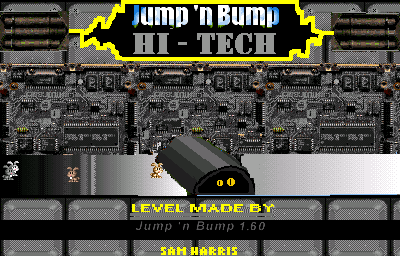 Jump 'n Bump
HI - TECH
LEVEL MADE BY
Jump 'n Bump 1.60
SAM HARRIS